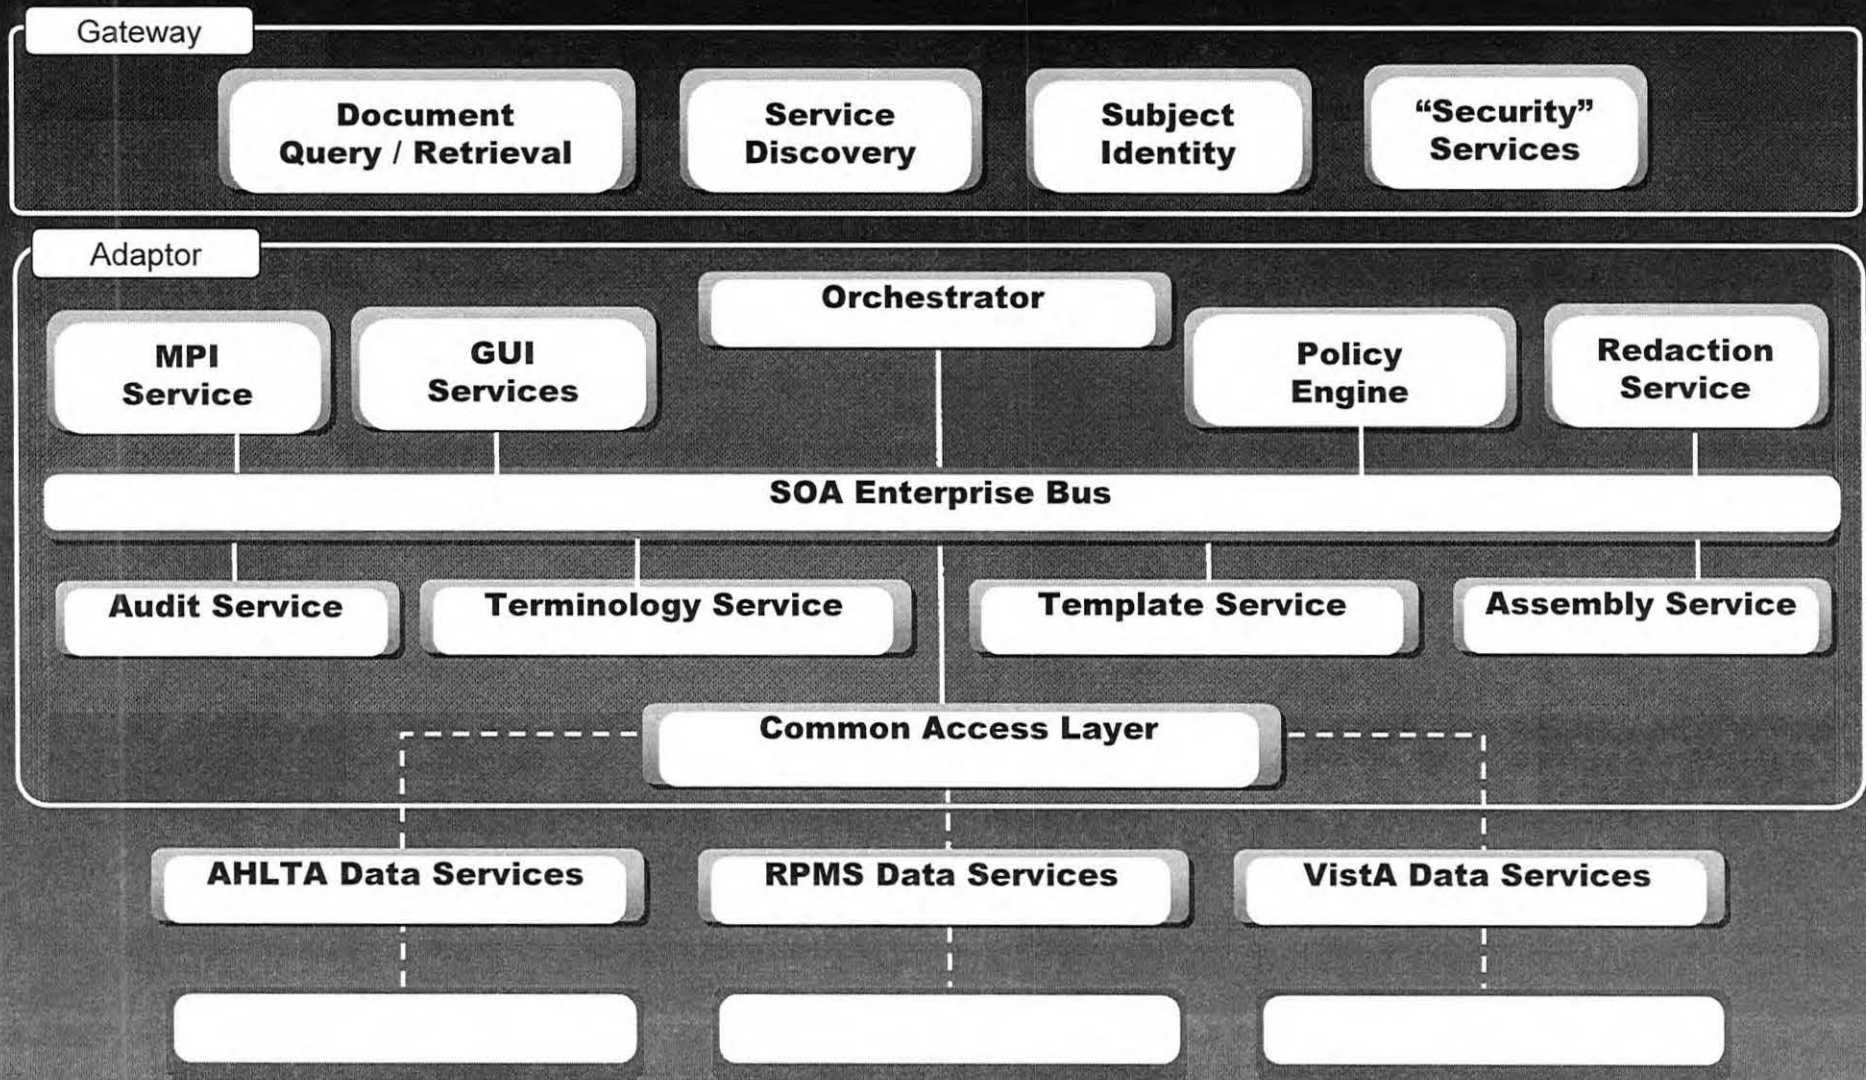 Gateway
Document
Query / Retrieval
Service
Discovery
Subject
Identity
“Security”
Services
Adaptor
Orchestrator
MPI
Service
GUI
Services
Policy
Engine
Redaction
Service
SOA Enterprise Bus
Audit Service
Terminology Service
Template Service
Assembly Service
Common Access Layer
AHLTA Data Services
RPMS Data Services
VistA Data Services